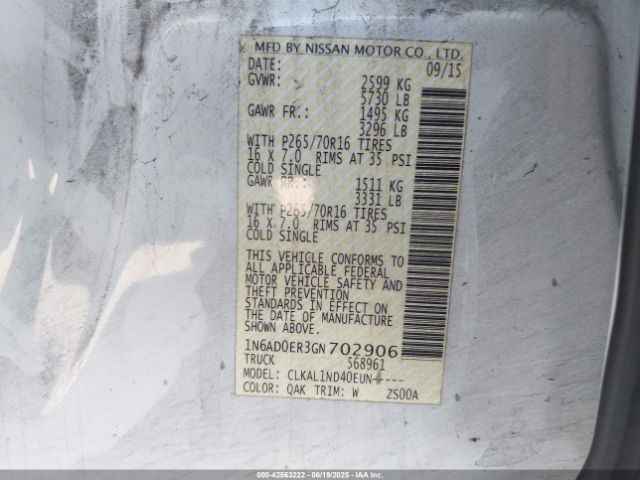 MFD BY NISSAN MOTOR CO., LTD.
DATE: 09/15
GVWR: 2599 KG
5730 LB
GAWR FR.: 1495 KG
3296 LB
WITH P265/70R16 TIRES
16 X 7.0 RIMS AT 35 PSI
COLD SINGLE
GAWR RR.: 1511 KG
3331 LB
WITH P265/70R16 TIRES
16 X 7.0 RIMS AT 35 PSI
COLD SINGLE
THIS VEHICLE CONFORMS TO
ALL APPLICABLE FEDERAL
MOTOR VEHICLE SAFETY AND
THEFT PREVENTION
STANDARDS IN EFFECT ON
THE DATE OF MANUFACTURE
SHOWN ABOVE.
1N6AD0ER3GN702906
TRUCK 568961
MODEL: CLKAL1ND40EUN----
COLOR: QAK TRIM: W ZS00A
000-42563222 - 06/19/2025 - IAA Inc.